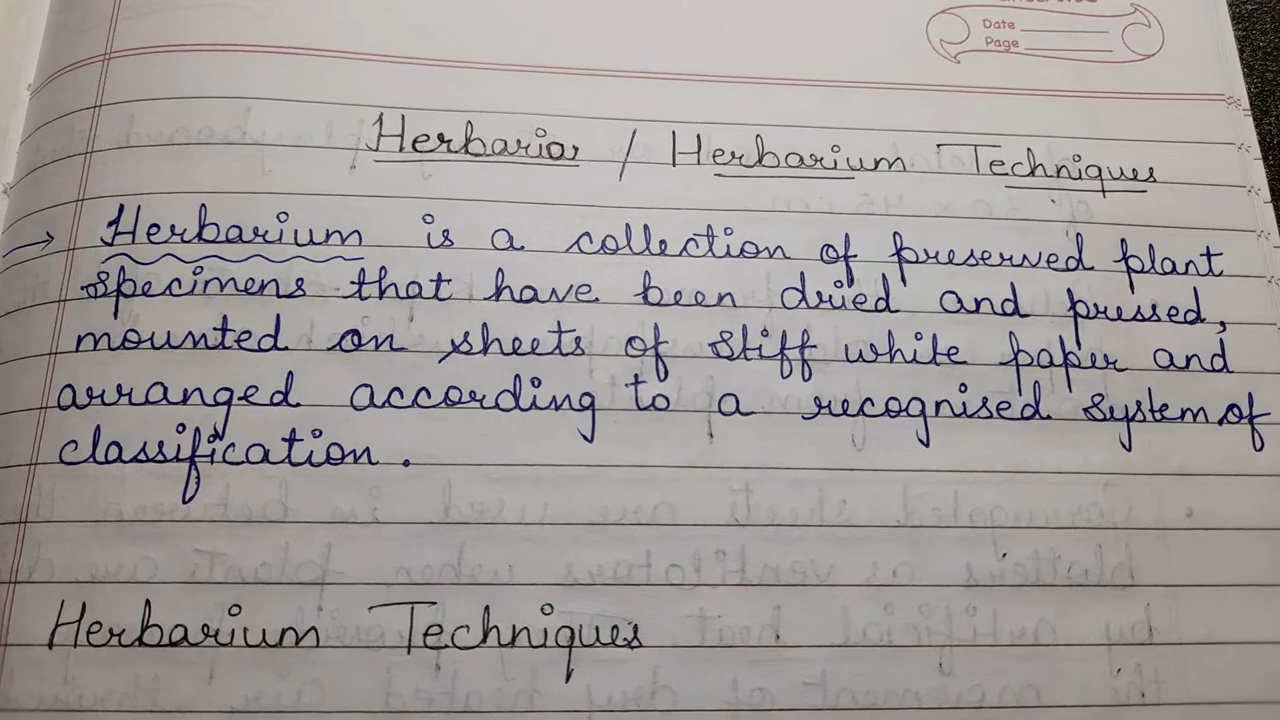 Date
Page
Herbaria / Herbarium Techniques
→ Herbarium is a collection of preserved plant
specimens that have been dried and pressed,
mounted on sheets of stiff white paper and
arranged according to a recognised system of
classification.
Herbarium Techniques